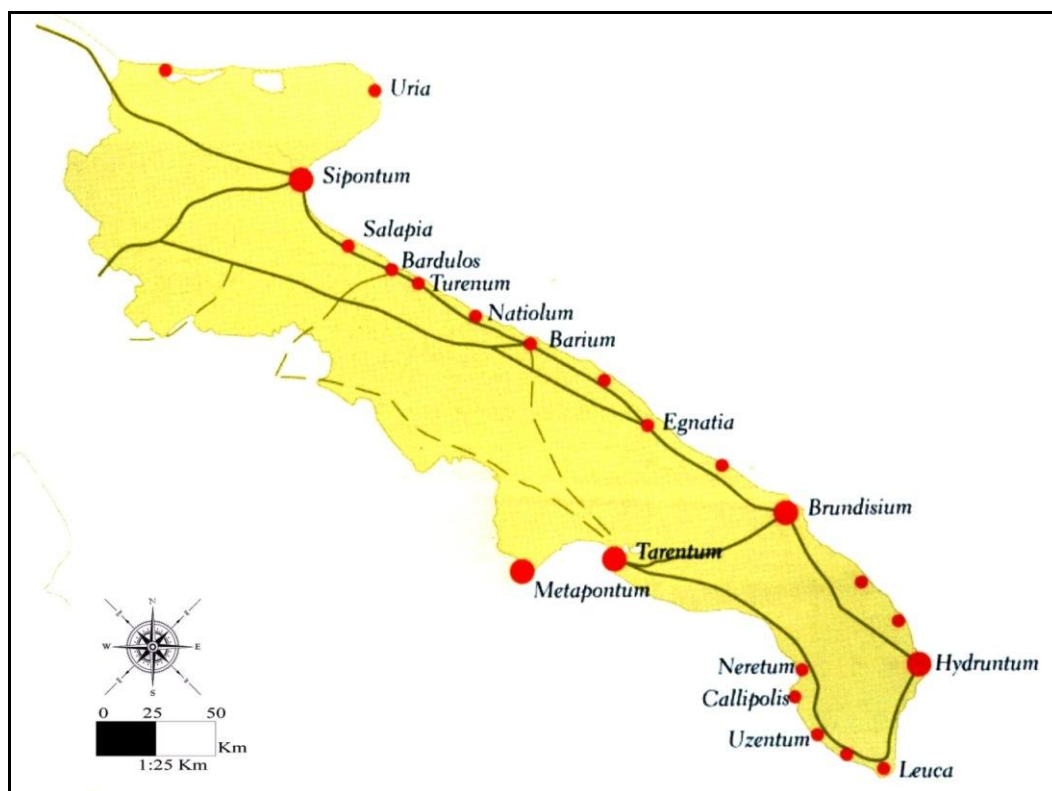 Uria
Sipontum
Salapia
Bardulos
Turenum
Natiolum
Barium
Egnatia
Brundisium
Tarentum
Metapontum
N
W E
S
Neretum
Hydruntum
Callipolis
Uzentum
Leuca
0 25 50
Km
1:25 Km